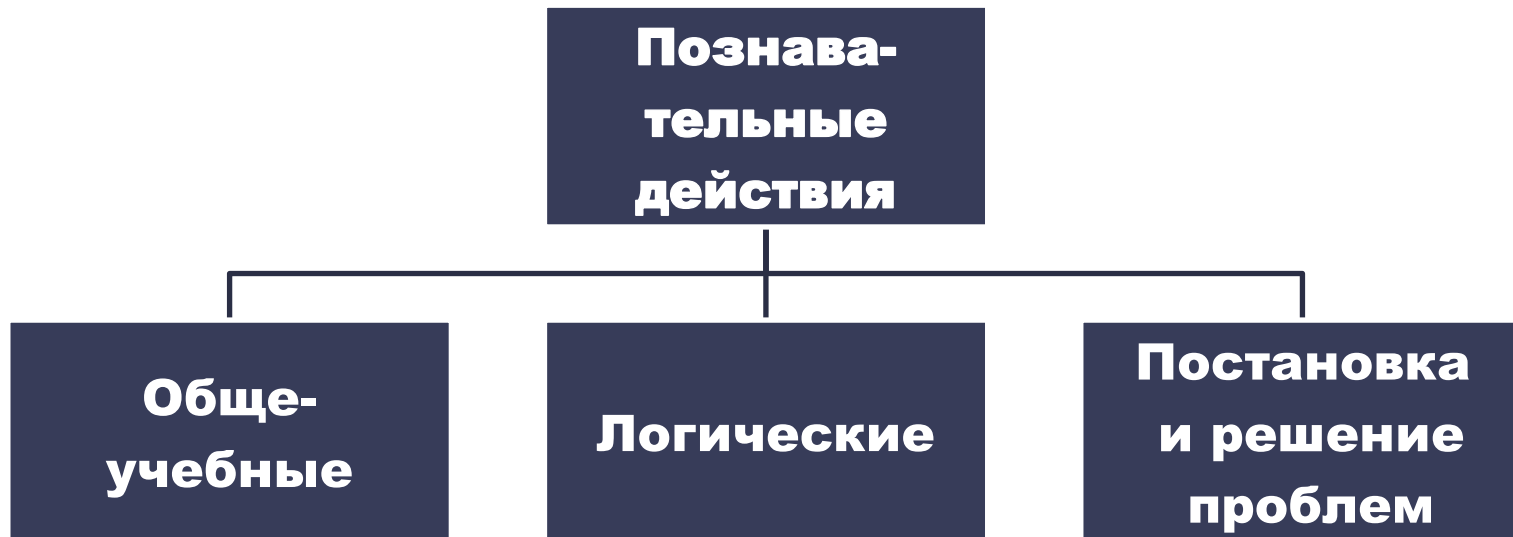 Познава-
тельные
действия
Обще-
учебные
Логические
Постановка
и решение
проблем